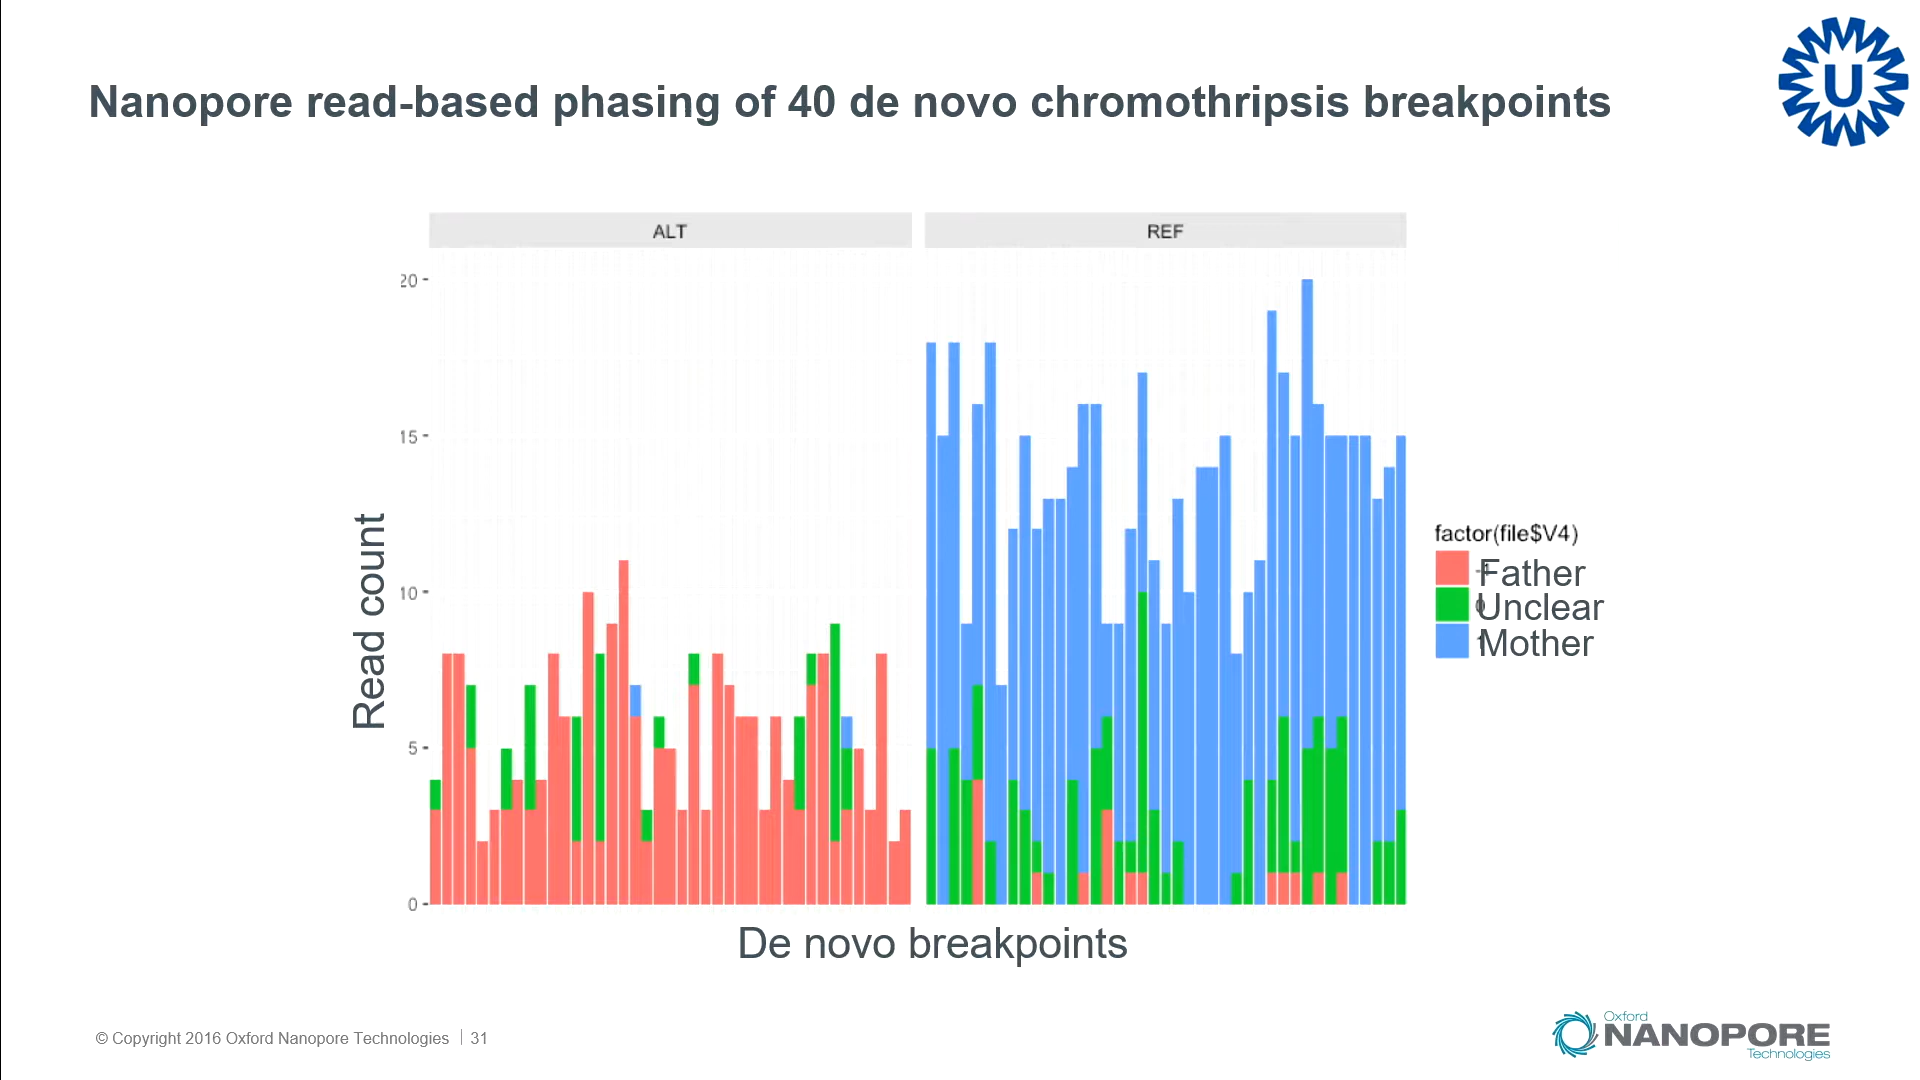 Nanopore read-based phasing of 40 de novo chromothripsis breakpoints
U
ALT
REF
20
15
10
5
0
Read count
De novo breakpoints
factor(file$V4)
Father
Unclear
Mother
© Copyright 2016 Oxford Nanopore Technologies | 31
Oxford
NANOPORE
Technologies